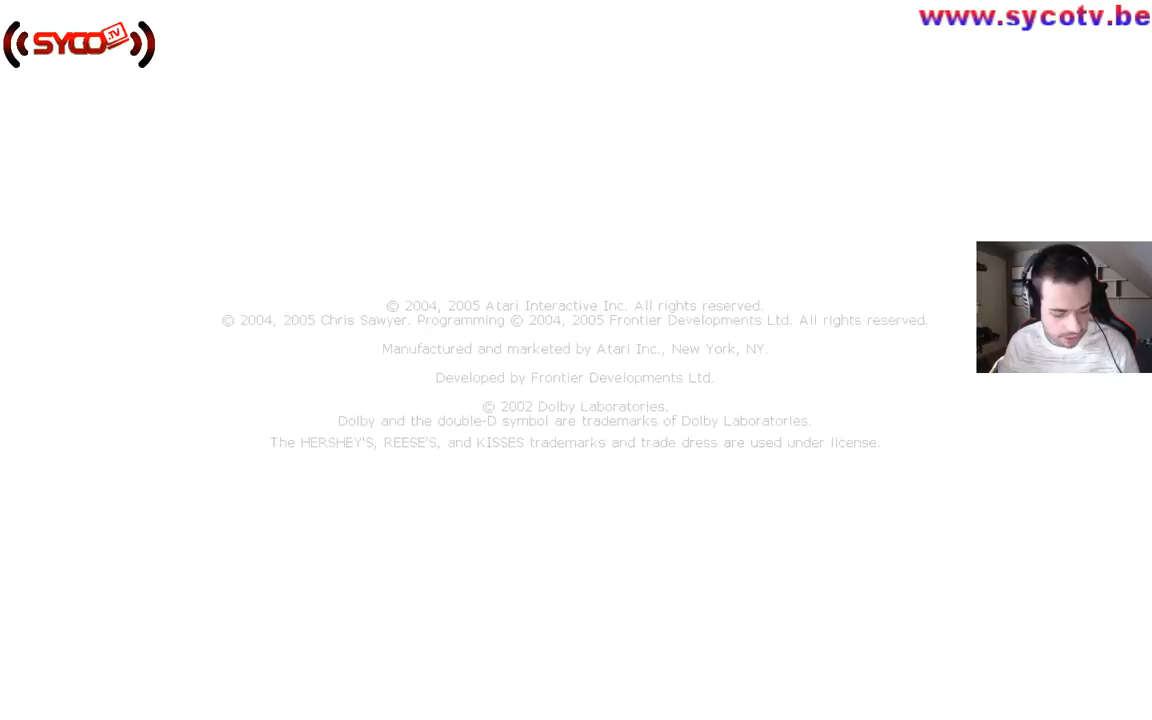 SYCO.TV
www.sycotv.be
© 2004, 2005 Atari Interactive Inc. All rights reserved.
© 2004, 2005 Chris Sawyer. Programming © 2004, 2005 Frontier Developments Ltd. All rights reserved.
Manufactured and marketed by Atari Inc., New York, NY.
Developed by Frontier Developments Ltd.
© 2002 Dolby Laboratories.
Dolby and the double-D symbol are trademarks of Dolby Laboratories.
The HERSHEY'S, REESE'S, and KISSES trademarks and trade dress are used under license.